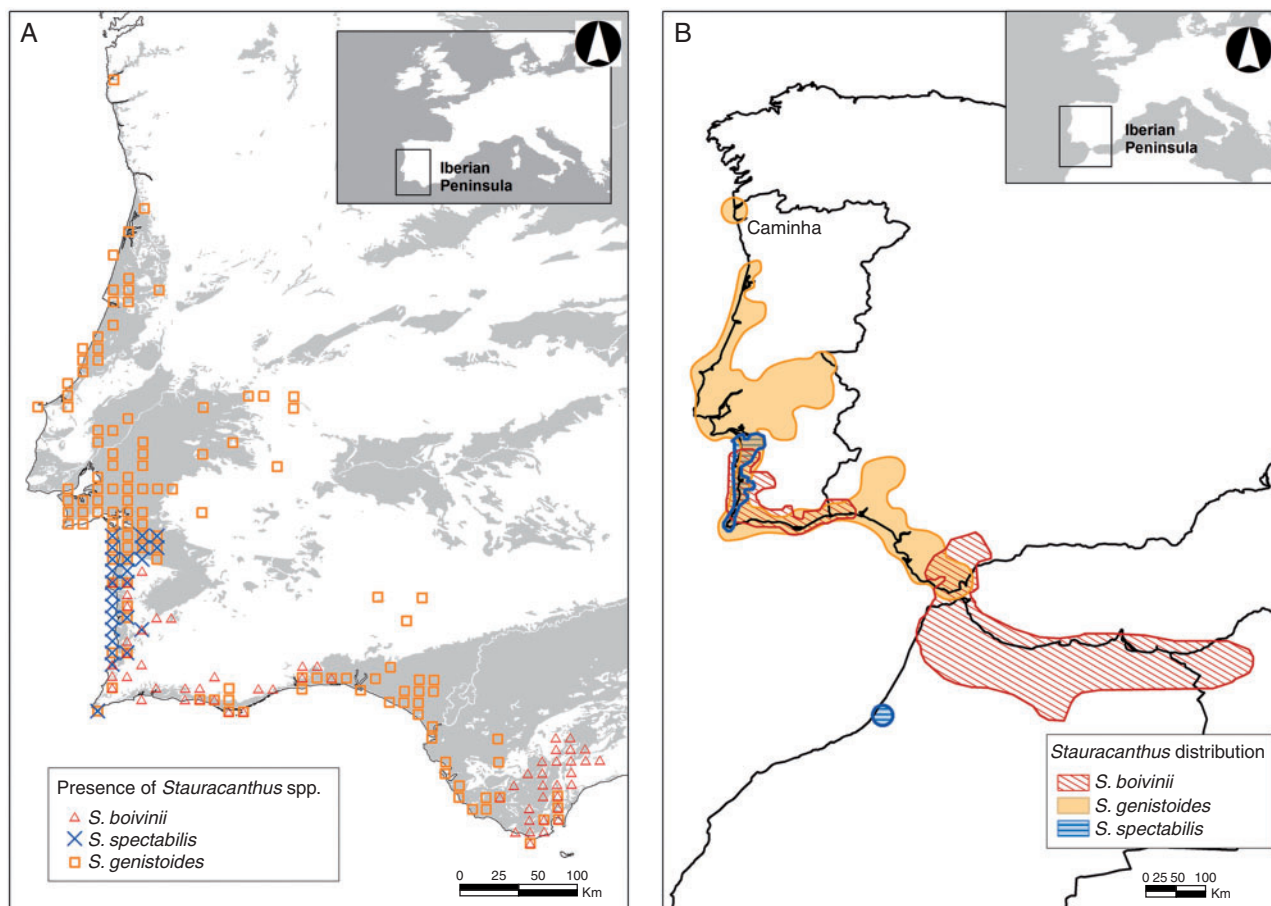 A
Iberian
Peninsula
Presence of Stauracanthus spp.
S. boivinii
S. spectabilis
S. genistoides
0 25 50 100
Km
B
Iberian
Peninsula
Caminha
Stauracanthus distribution
S. boivinii
S. genistoides
S. spectabilis
0 25 50 100
Km